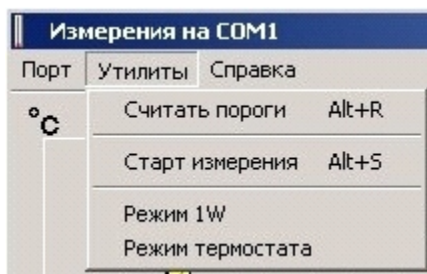 Измерения на COM1
Порт Утилиты Справка
°C
Считать пороги Alt+R
Старт измерения Alt+S
Режим 1W
Режим термостата